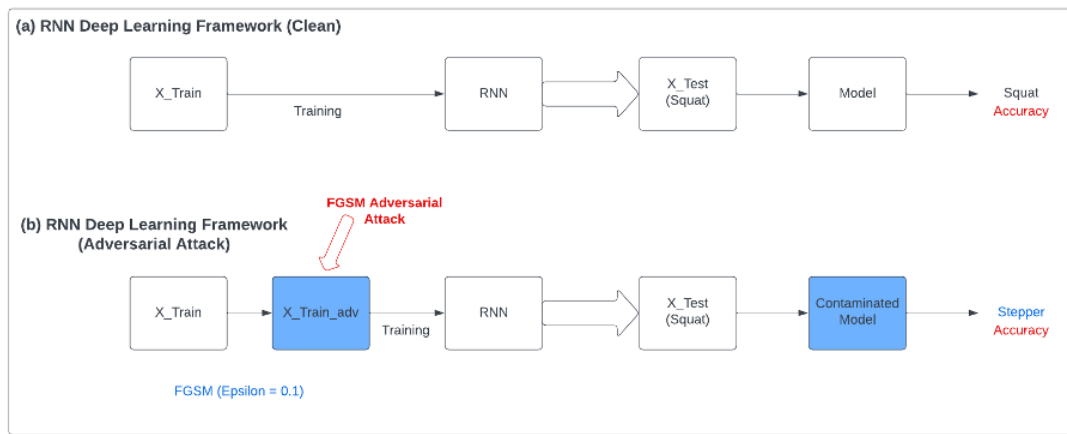 (a) RNN Deep Learning Framework (Clean)
X_Train
Training
RNN
X_Test
(Squat)
Model
Squat
Accuracy
FGSM Adversarial
Attack
(b) RNN Deep Learning Framework
(Adversarial Attack)
X_Train
X_Train_adv
Training
RNN
X_Test
(Squat)
Contaminated
Model
Stepper
Accuracy
FGSM (Epsilon = 0.1)